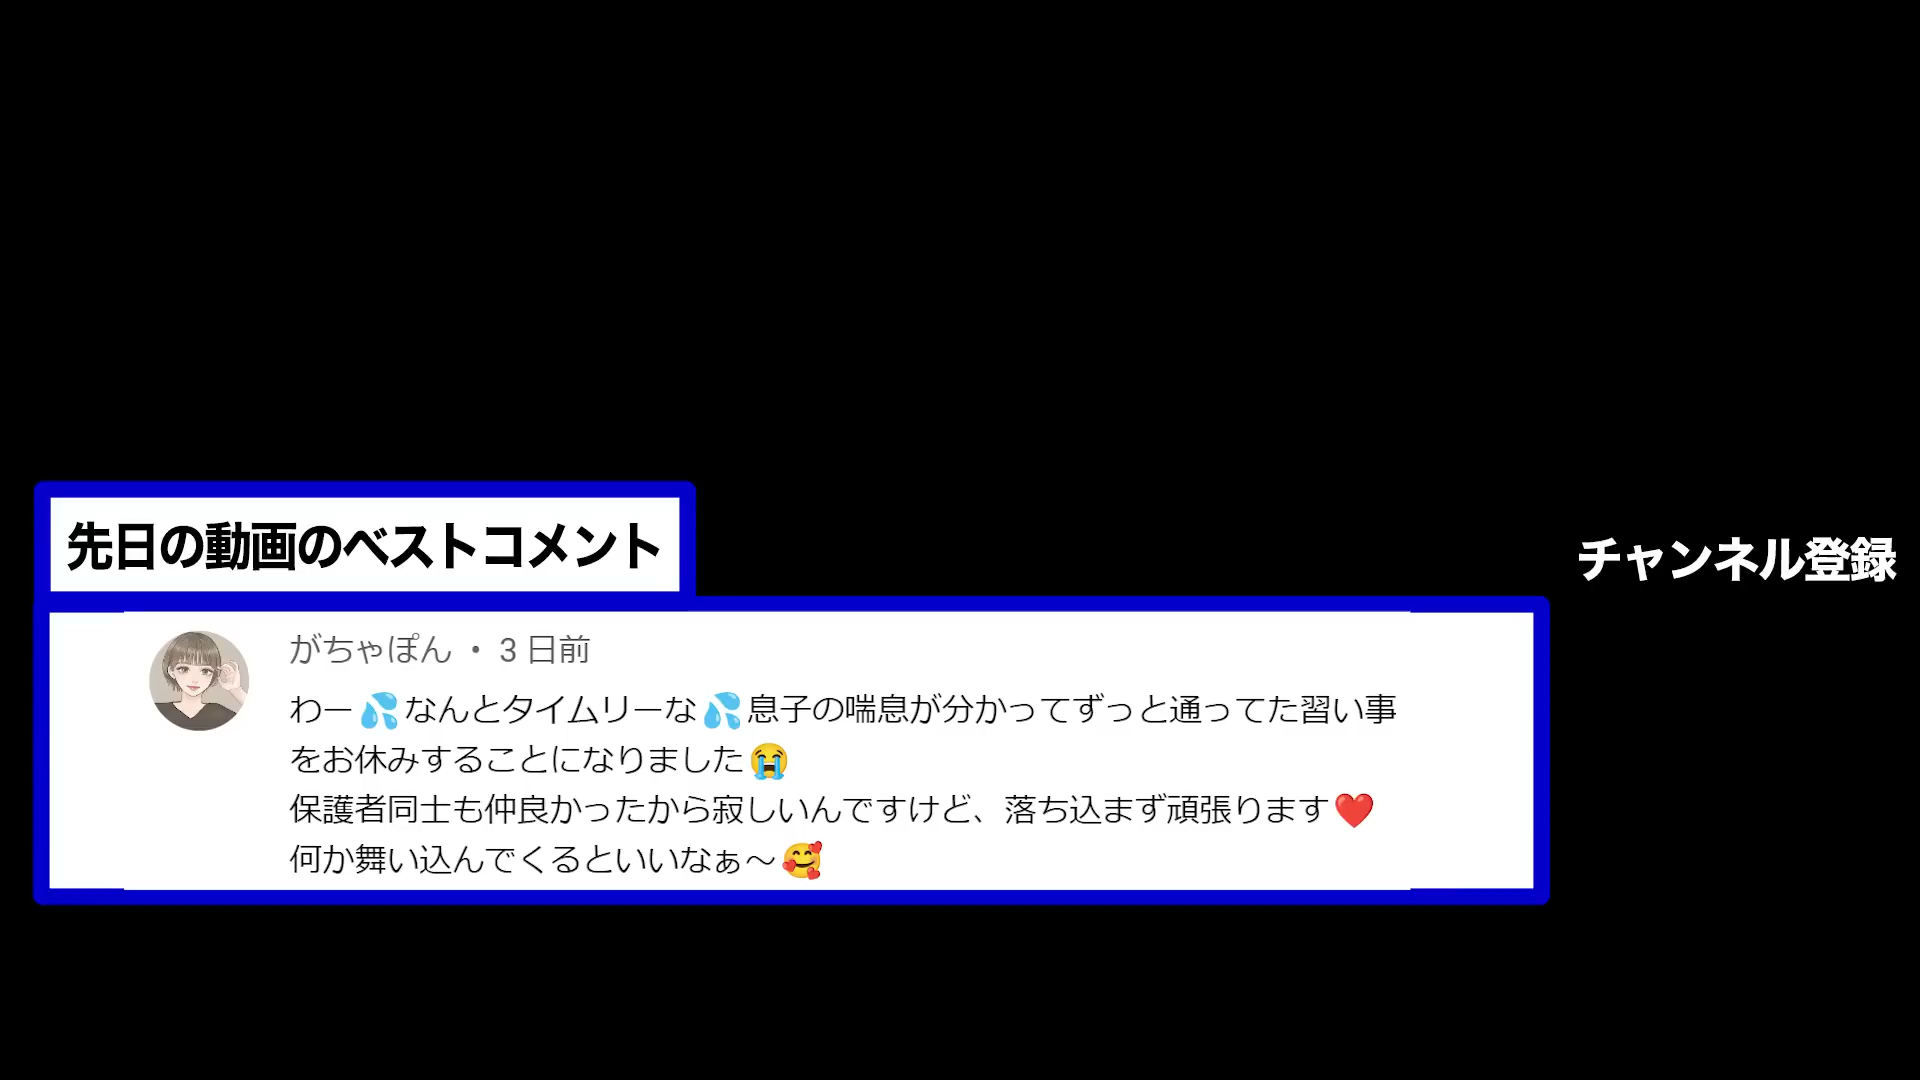 先日の動画のベストコメント
チャンネル登録
がちゃぽん・3 日前
わー💦なんとタイムリーな💦息子の喘息が分かってずっと通ってた習い事
をお休みすることになりました😭
保護者同士も仲良かったから寂しいんですけど、落ち込まず頑張ります❤️
何か舞い込んでくるといいなぁ〜🥰